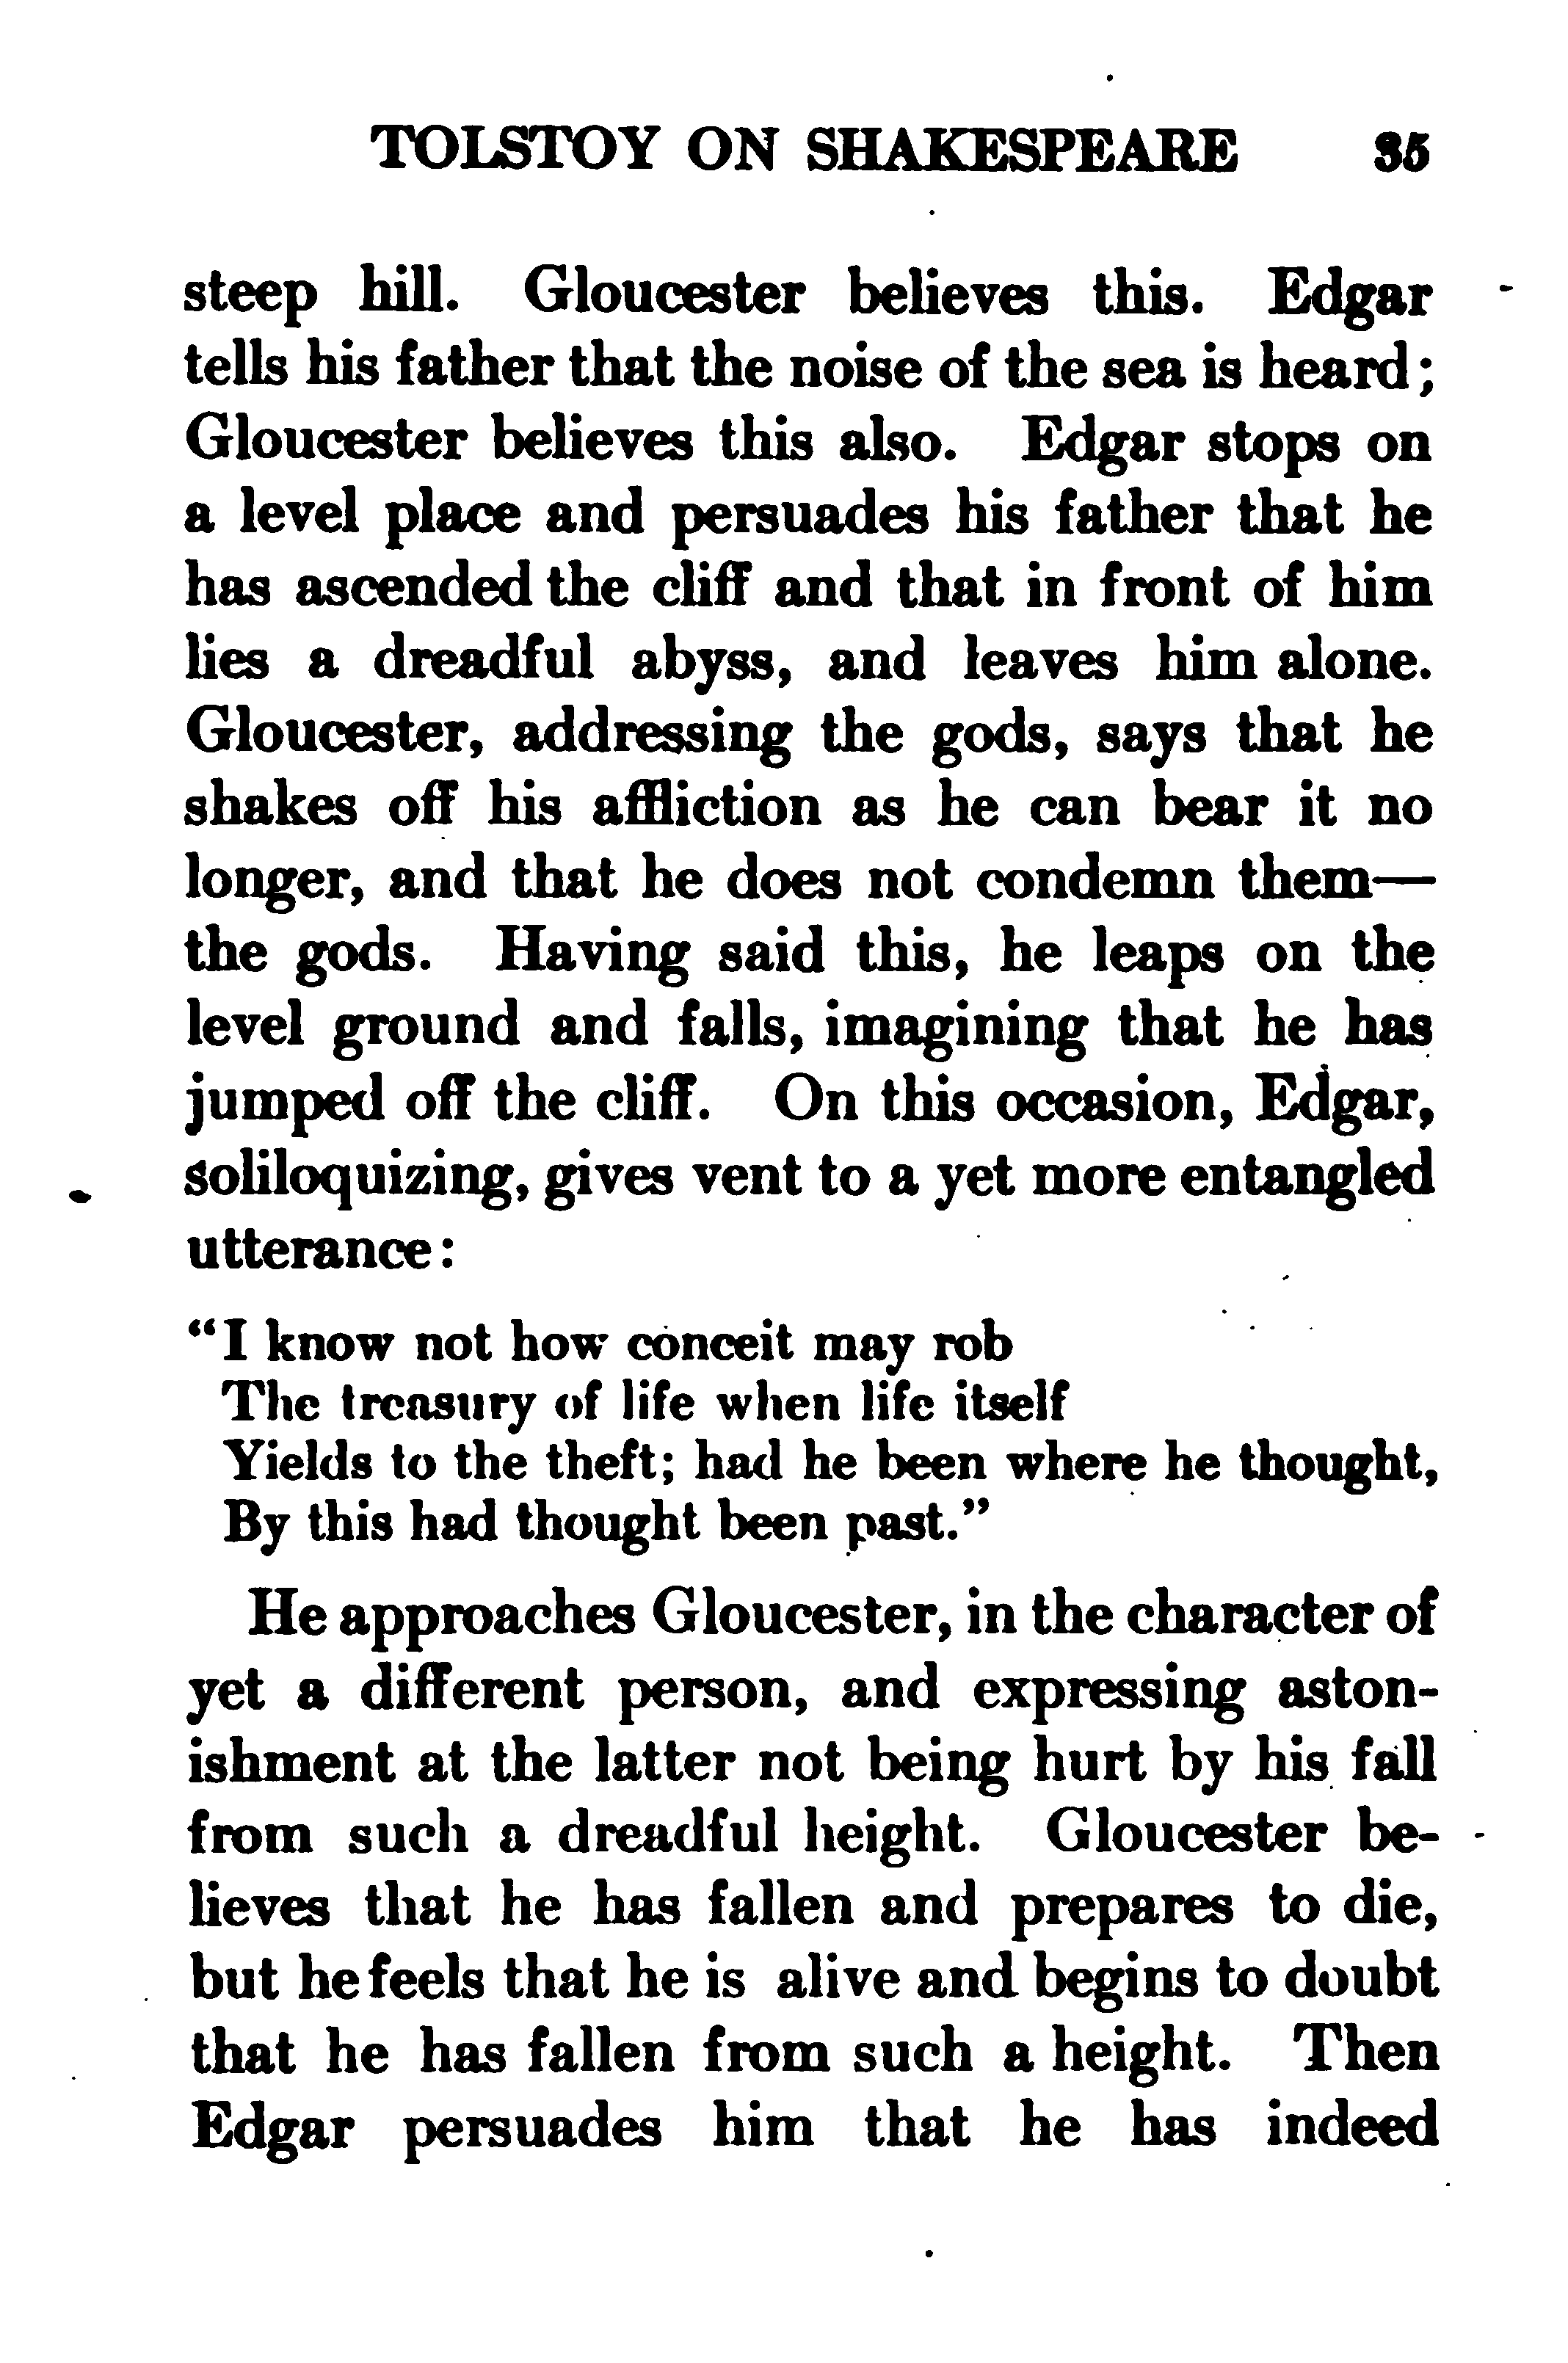 TOLSTOY ON SHAKESPEARE 35
steep hill. Gloucester believes this. Edgar
tells his father that the noise of the sea is heard;
Gloucester believes this also. Edgar stops on
a level place and persuades his father that he
has ascended the cliff and that in front of him
lies a dreadful abyss, and leaves him alone.
Gloucester, addressing the gods, says that he
shakes off his affliction as he can bear it no
longer, and that he does not condemn them—
the gods. Having said this, he leaps on the
level ground and falls, imagining that he has
jumped off the cliff. On this occasion, Edgar,
soliloquizing, gives vent to a yet more entangled
utterance:
“I know not how conceit may rob
The treasury of life when life itself
Yields to the theft; had he been where he thought,
By this had thought been past.”
He approaches Gloucester, in the character of
yet a different person, and expressing aston-
ishment at the latter not being hurt by his fall
from such a dreadful height. Gloucester be-
lieves that he has fallen and prepares to die,
but he feels that he is alive and begins to doubt
that he has fallen from such a height. Then
Edgar persuades him that he has indeed